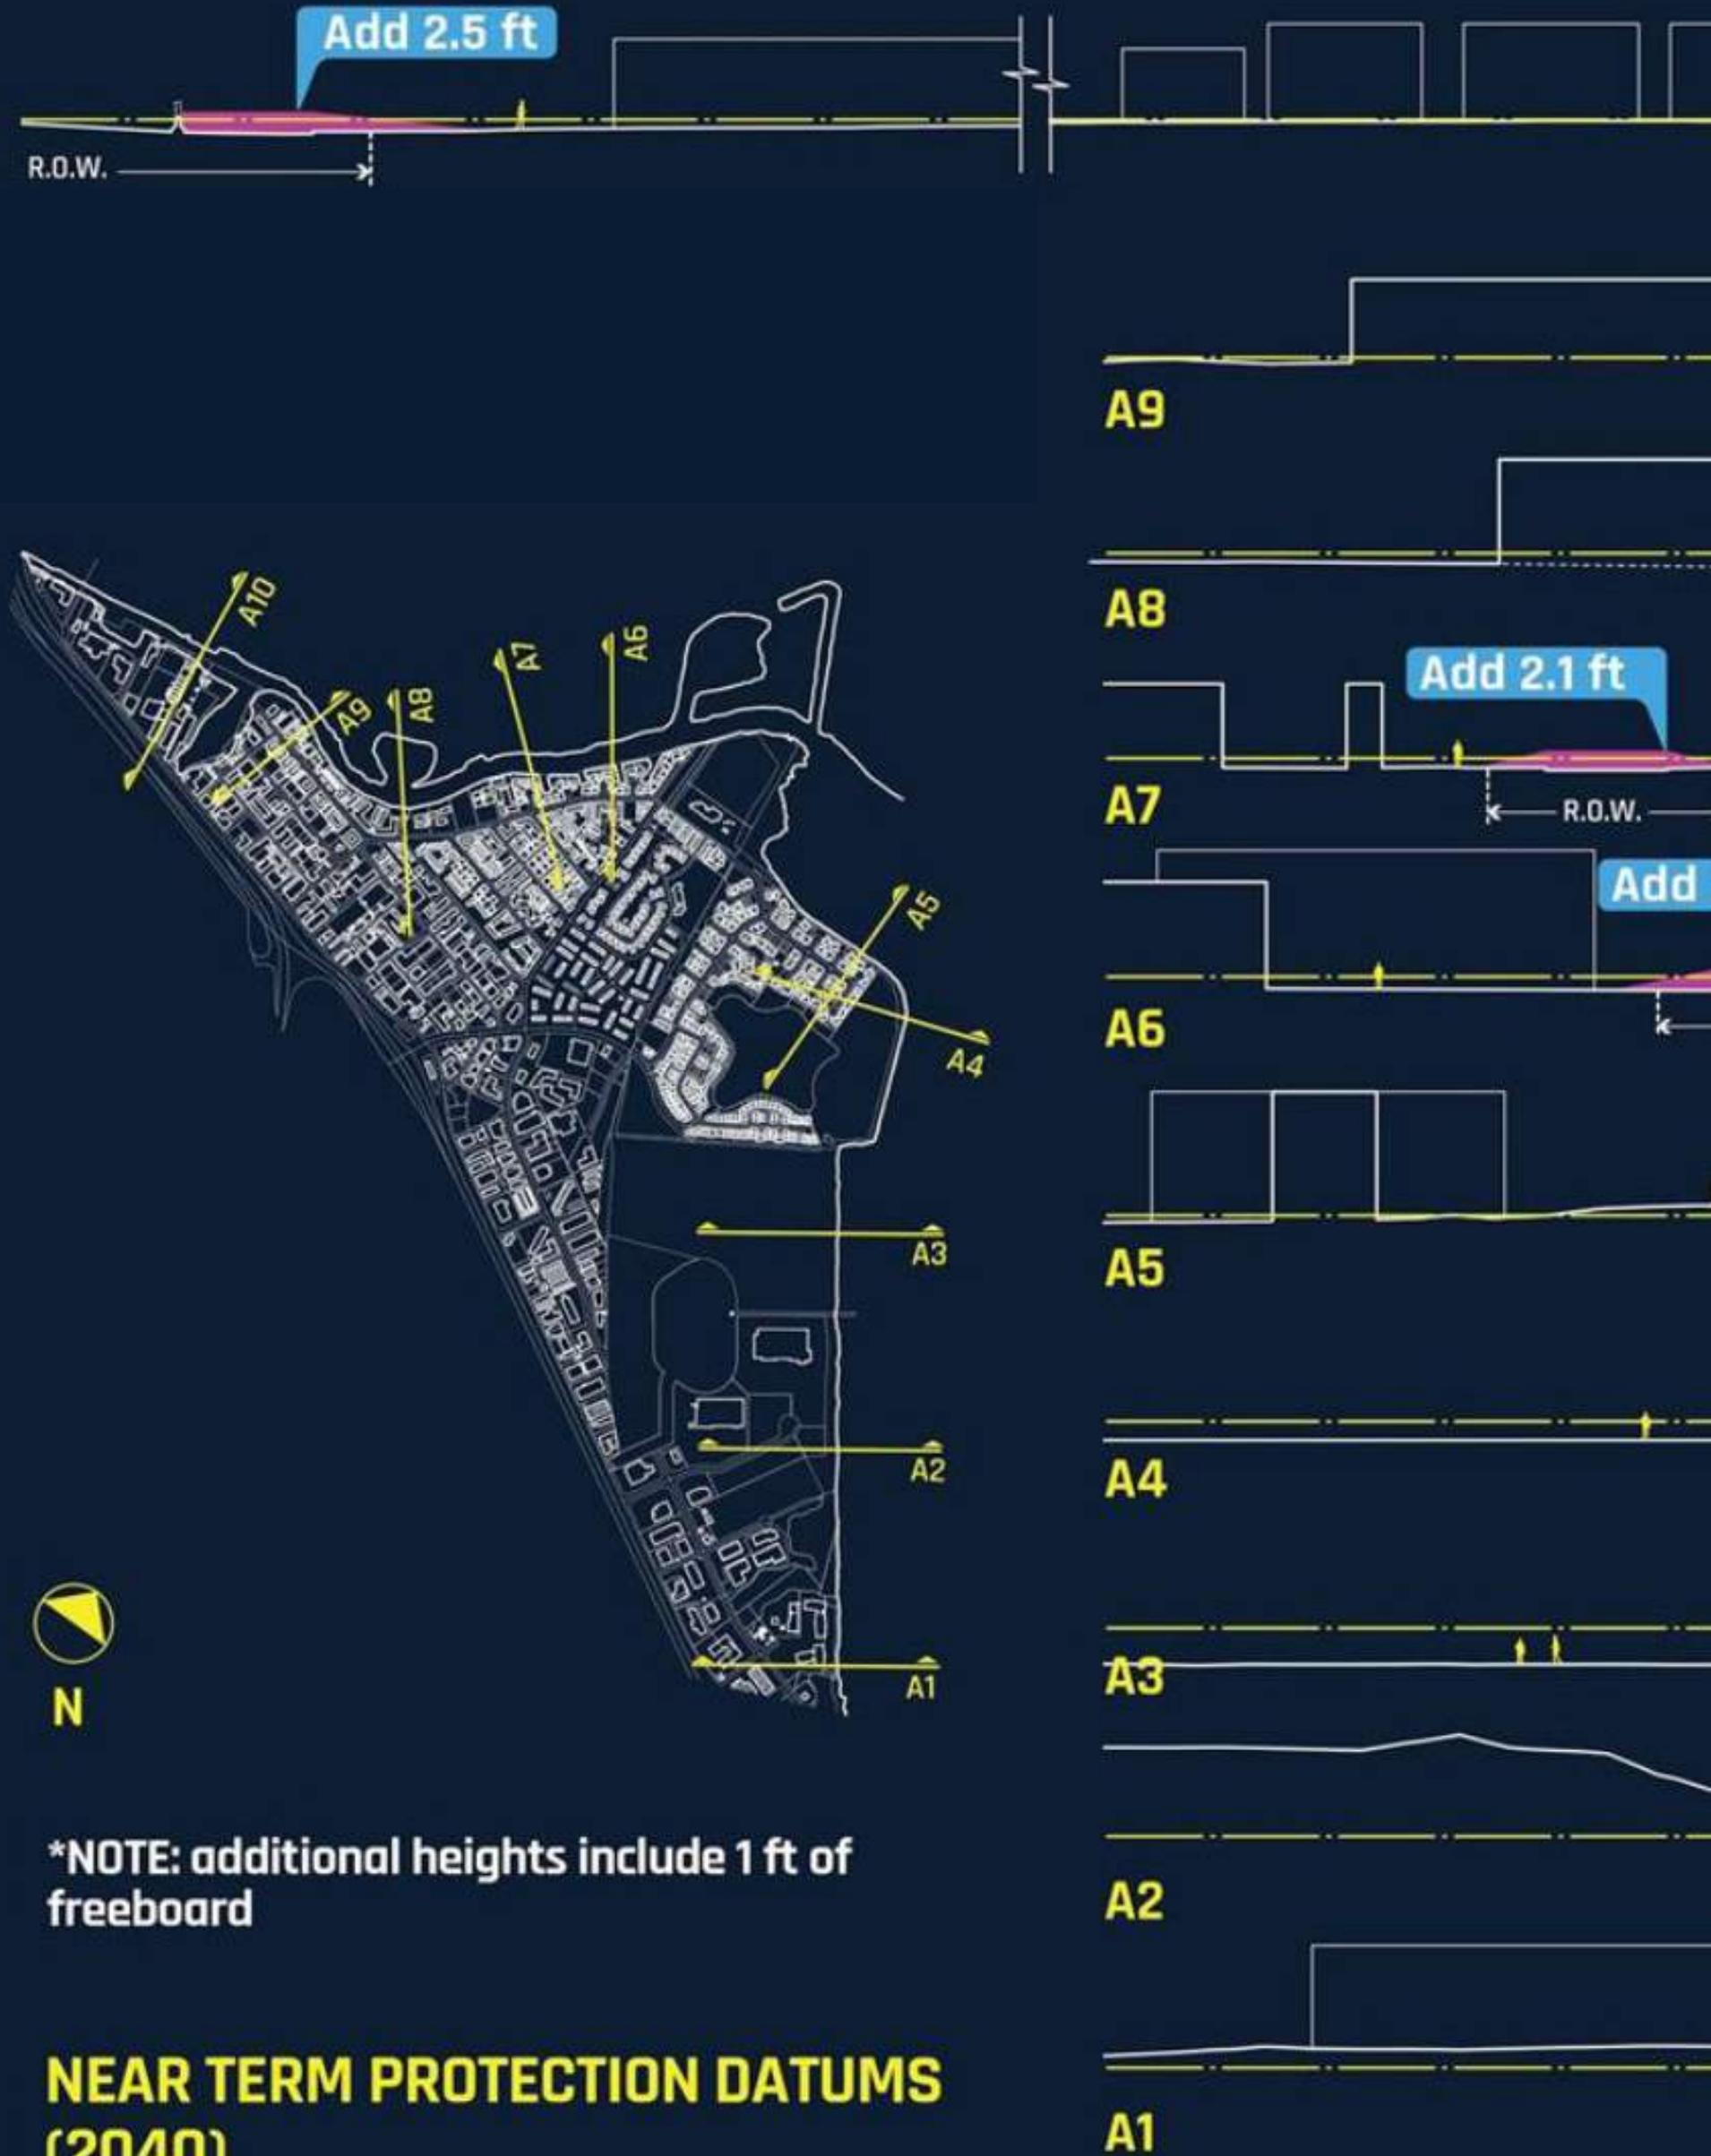 Add 2.5 ft
R.O.W.
A9
A8
Add 2.1 ft
A7
R.O.W.
Add
A6
A5
A4
A3
A2
A1
A10
A9
A8
A7
A6
A5
A4
A3
A2
A1
N
*NOTE: additional heights include 1 ft of
freeboard
NEAR TERM PROTECTION DATUMS
(2040)